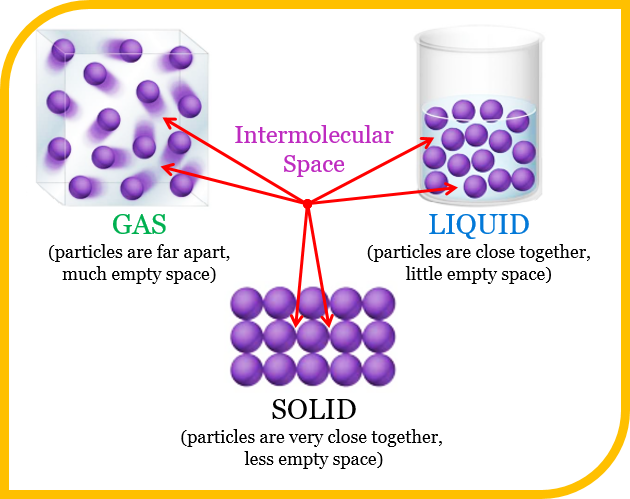 Intermolecular
Space
GAS
(particles are far apart,
much empty space)
LIQUID
(particles are close together,
little empty space)
SOLID
(particles are very close together,
less empty space)